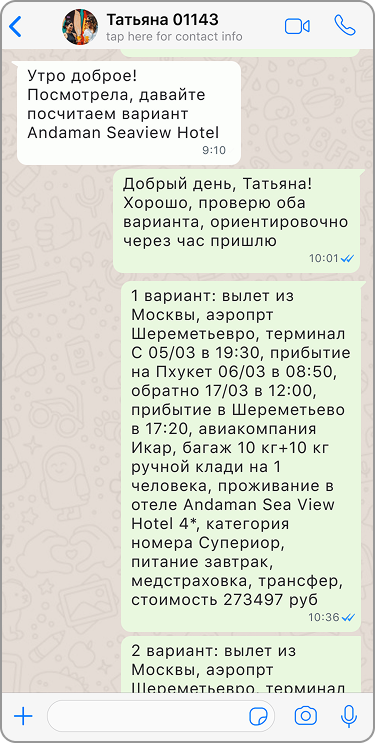 Татьяна 01143
tap here for contact info
Утро доброе!
Посмотрела, давайте
посчитаем вариант
Andaman Seaview Hotel
9:10
Добрый день, Татьяна!
Хорошо, проверю оба
варианта, ориентировочно
через час пришлю
10:01
1 вариант: вылет из
Москвы, аэропрт
Шереметьевро, терминал
С 05/03 в 19:30, прибытие
на Пхукет 06/03 в 08:50,
обратно 17/03 в 12:00,
прибытие в Шереметьево
в 17:20, авиакомпания
Икар, багаж 10 кг+10 кг
ручной клади на 1
человека, проживание в
отеле Andaman Sea View
Hotel 4*, категория
номера Супериор,
питание завтрак,
медстраховка, трансфер,
стоимость 273497 руб
10:36
2 вариант: вылет из
Москвы, аэропрт
Шереметьевро, терминал